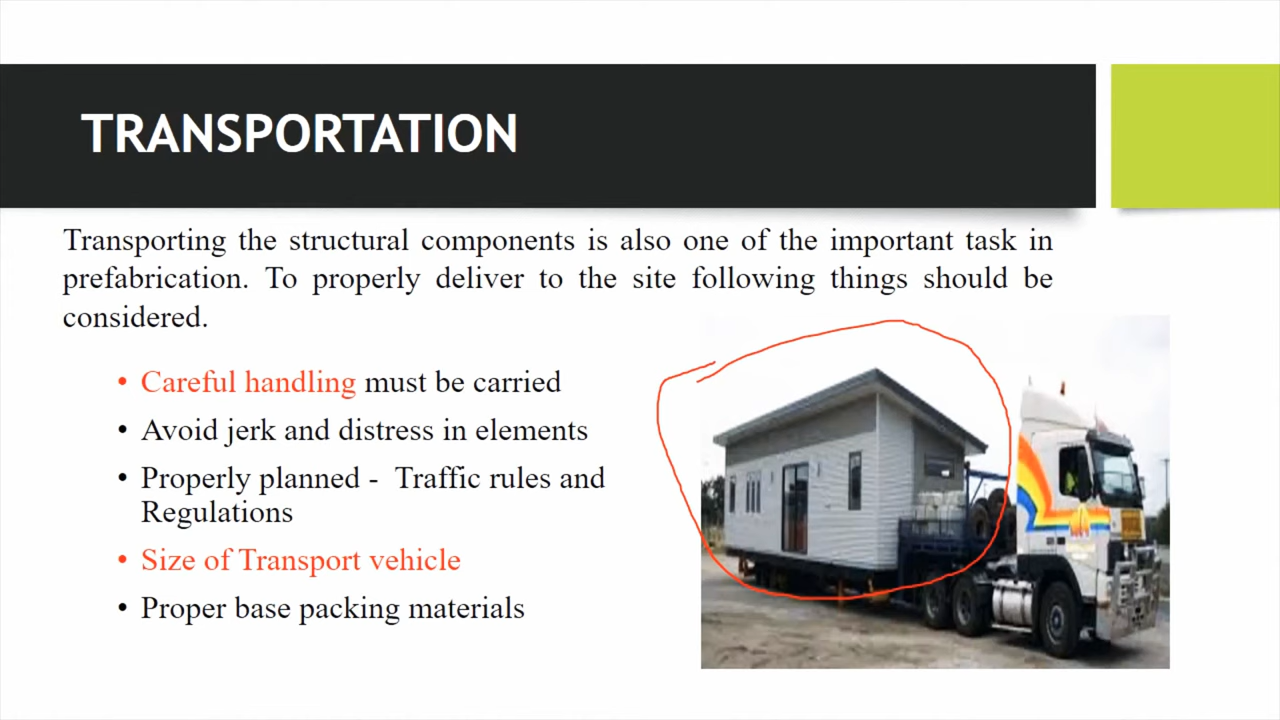 TRANSPORTATION
Transporting the structural components is also one of the important task in
prefabrication. To properly deliver to the site following things should be
considered.
• Careful handling must be carried
• Avoid jerk and distress in elements
• Properly planned - Traffic rules and
Regulations
• Size of Transport vehicle
• Proper base packing materials